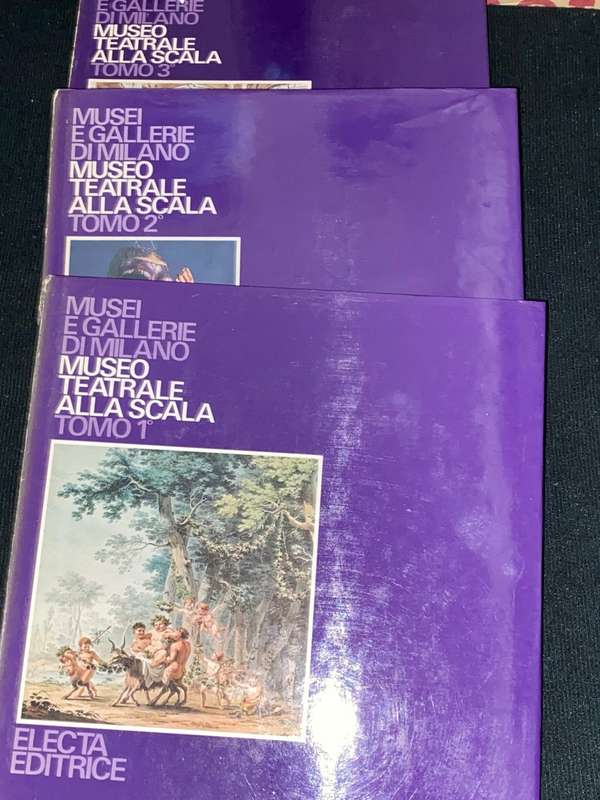 E GALLERIE
DI MILANO
MUSEO
TEATRALE
ALLA SCALA
TOMO 3°
MUSEI
E GALLERIE
DI MILANO
MUSEO
TEATRALE
ALLA SCALA
TOMO 2°
MUSEI
E GALLERIE
DI MILANO
MUSEO
TEATRALE
ALLA SCALA
TOMO 1°
ELECTA
EDITRICE